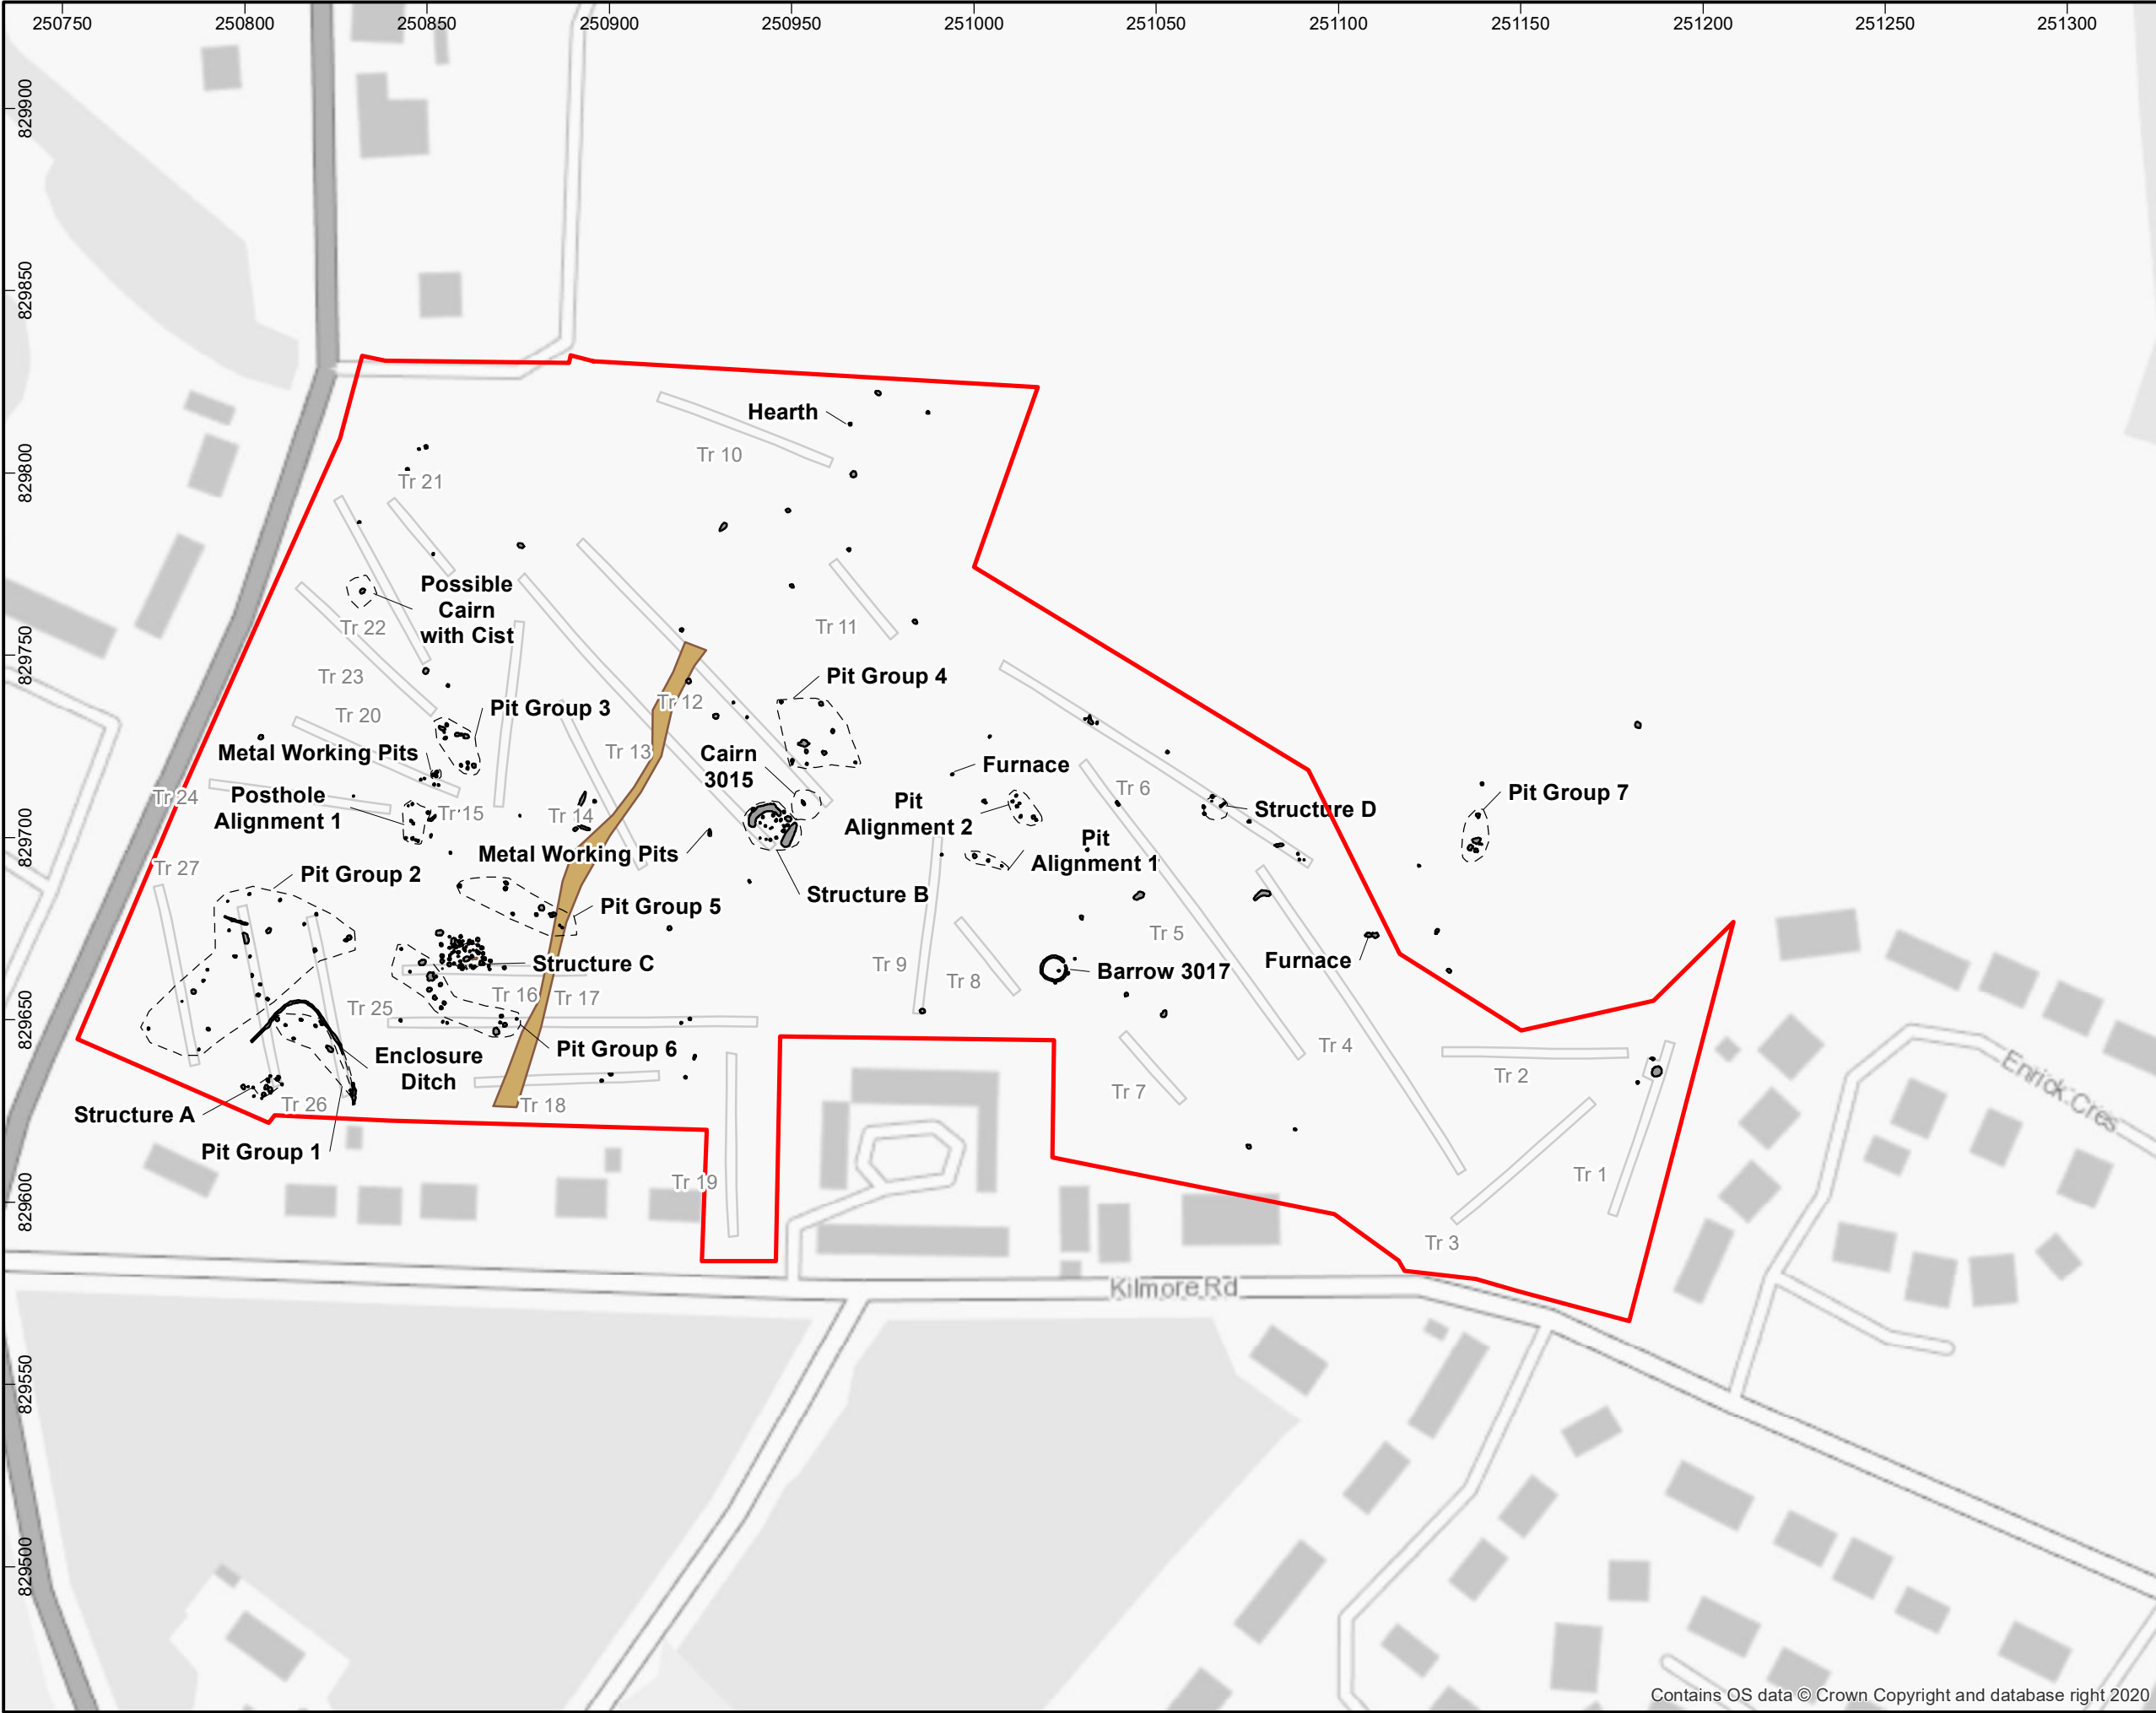 250750 250800 250850 250900 250950 251000 251050 251100 251150 251200 251250 251300
829900
829850
829800
829750
829700
829650
829600
829550
829500
Hearth
Tr 10
Tr 21
Possible
Cairn
with Cist
Tr 22
Tr 11
Tr 23
Pit Group 4
Tr 12
Pit Group 3
Tr 20
Metal Working Pits
Tr 13
Cairn
3015
Furnace
Tr 6
Pit Group 7
Tr 24
Posthole
Alignment 1
Tr 15
Tr 14
Pit
Alignment 2
Structure D
Metal Working Pits
Pit
Alignment 1
Tr 27
Pit Group 2
Structure B
Pit Group 5
Tr 5
Structure C
Tr 9
Tr 8
Barrow 3017
Furnace
Tr 25
Tr 16
Tr 17
Enclosure
Ditch
Pit Group 6
Tr 4
Tr 2
Tr 7
Enrick Cres
Structure A
Tr 26
Tr 18
Pit Group 1
Tr 19
Tr 1
Tr 3
Kilmore Rd
Contains OS data © Crown Copyright and database right 2020